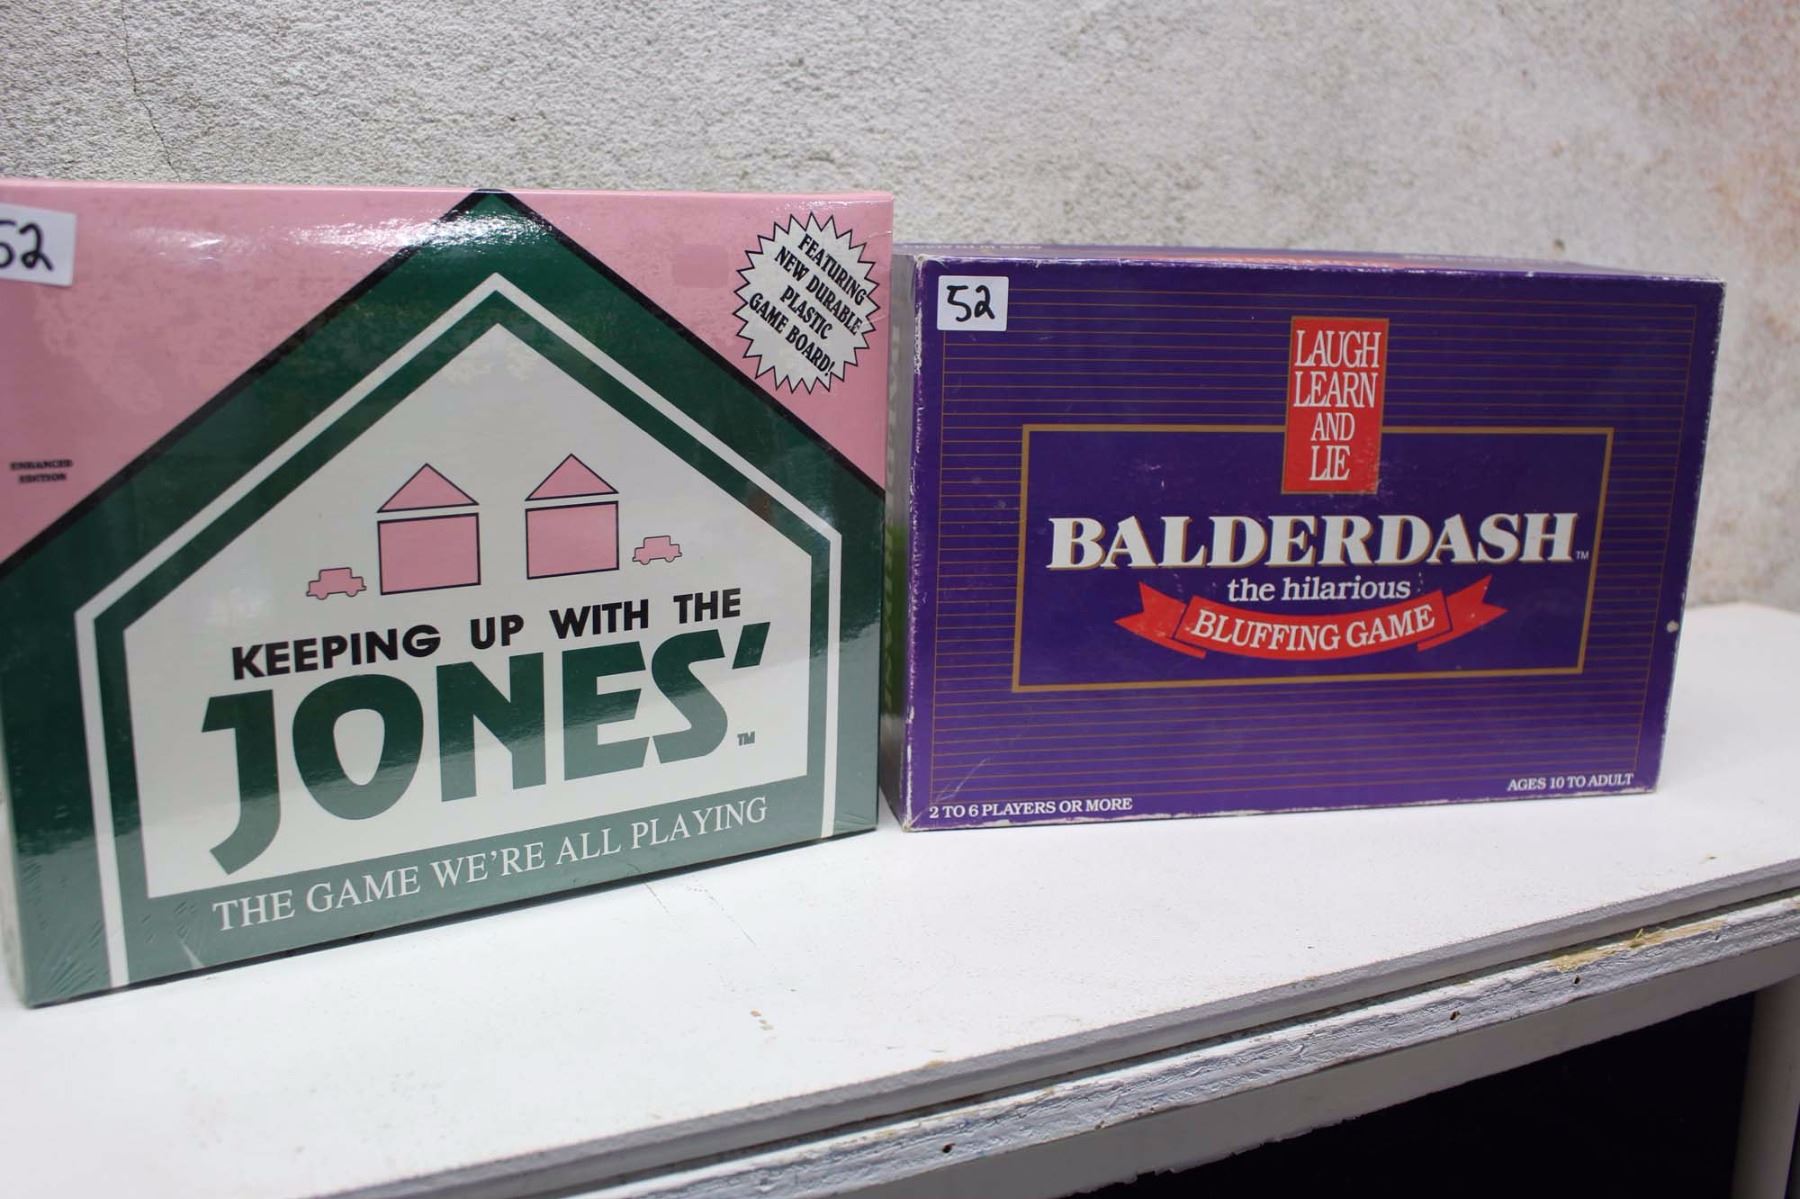 52
FEATURING
NEW DURABLE
PLASTIC
GAME BOARD!
ENHANCED
EDITION
KEEPING UP WITH THE
JONES'
TM
THE GAME WE'RE ALL PLAYING
52
LAUGH
LEARN
AND
LIE
BALDERDASH
TM
the hilarious
BLUFFING GAME
2 TO 6 PLAYERS OR MORE
AGES 10 TO ADULT